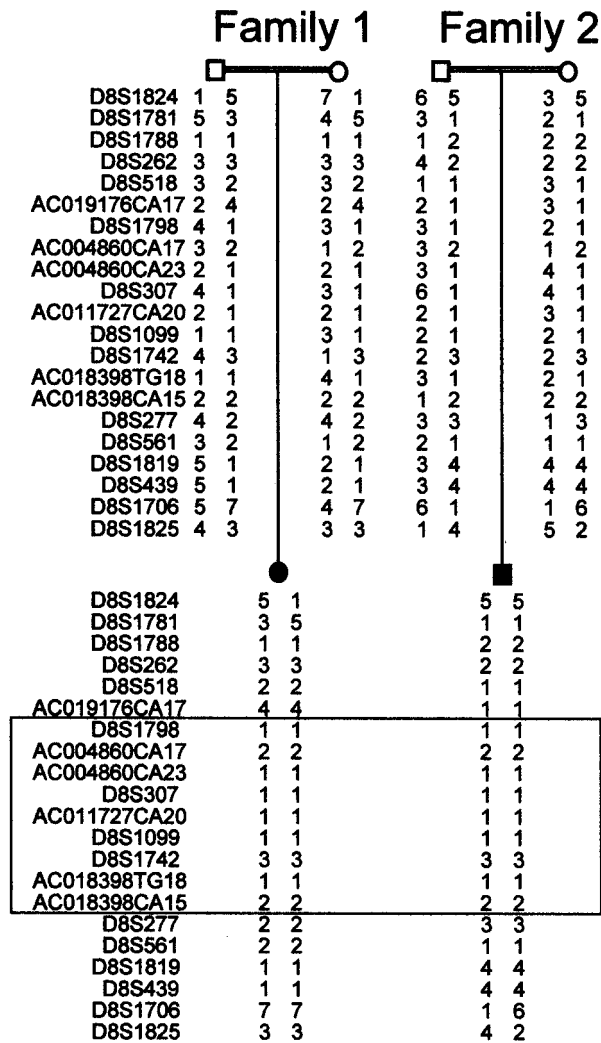 Family 1 Family 2
D8S1824 1 5 7 1 6 5 3 5
D8S1781 5 3 4 5 3 1 2 1
D8S1788 1 1 1 1 1 2 2 2
D8S262 3 3 3 3 4 2 2 2
D8S518 3 2 3 2 1 1 3 1
AC019176CA17 2 4 2 4 2 1 3 1
D8S1798 4 1 3 1 3 1 2 1
AC004860CA17 3 2 1 2 3 2 1 2
AC004860CA23 2 1 2 1 3 1 4 1
D8S307 4 1 3 1 6 1 4 1
AC011727CA20 2 1 2 1 2 1 3 1
D8S1099 1 1 3 1 2 1 2 1
D8S1742 4 3 1 3 2 3 2 3
AC018398TG18 1 1 4 1 3 1 2 1
AC018398CA15 2 2 2 2 1 2 2 2
D8S277 4 2 4 2 3 3 1 3
D8S561 3 2 1 2 2 1 1 1
D8S1819 5 1 2 1 3 4 4 4
D8S439 5 1 2 1 3 4 4 4
D8S1706 5 7 4 7 6 1 1 6
D8S1825 4 3 3 3 1 4 5 2
D8S1824 5 1 5 5
D8S1781 3 5 1 1
D8S1788 1 1 2 2
D8S262 3 3 2 2
D8S518 2 2 1 1
AC019176CA17 4 4 1 1
D8S1798 1 1 1 1
AC004860CA17 2 2 2 2
AC004860CA23 1 1 1 1
D8S307 1 1 1 1
AC011727CA20 1 1 1 1
D8S1099 1 1 1 1
D8S1742 3 3 3 3
AC018398TG18 1 1 1 1
AC018398CA15 2 2 2 2
D8S277 2 2 3 3
D8S561 2 2 1 1
D8S1819 1 1 4 4
D8S439 1 1 4 4
D8S1706 7 7 1 6
D8S1825 3 3 4 2